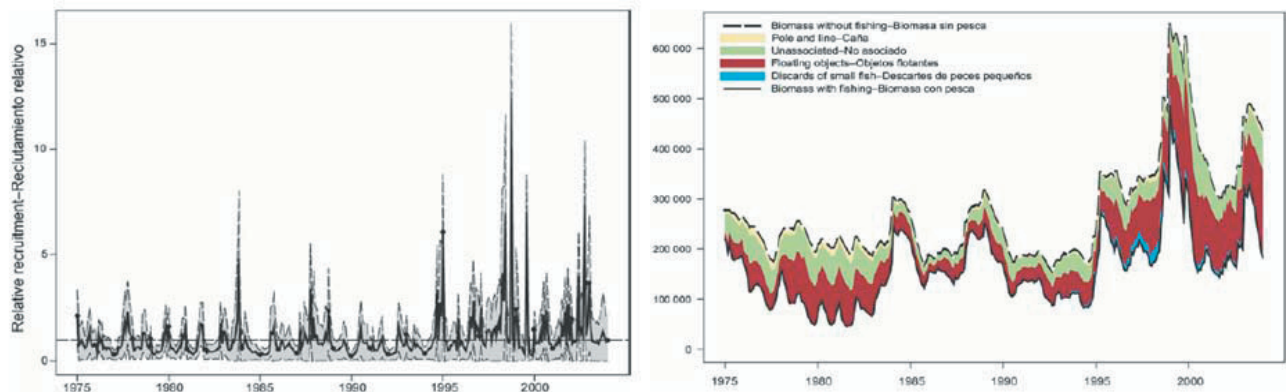 Relative recruitment–Reclutamiento relativo
15
10
5
0
1975 1980 1985 1990 1995 2000
Biomass without fishing–Biomasa sin pesca
Pole and line–Caña
Unassociated–No asociado
Floating objects–Objetos flotantes
Discards of small fish–Descartes de peces pequeños
Biomass with fishing–Biomasa con pesca
600 000
500 000
400 000
300 000
200 000
100 000
0
1975 1980 1985 1990 1995 2000